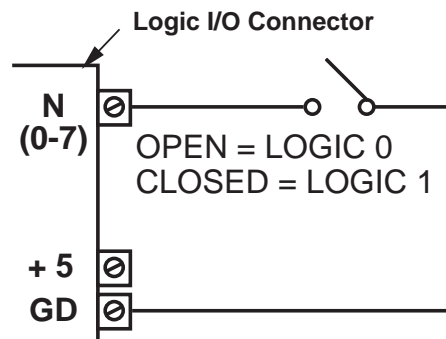 Logic I/O Connector
N
(0-7)
OPEN = LOGIC 0
CLOSED = LOGIC 1
+ 5
GD